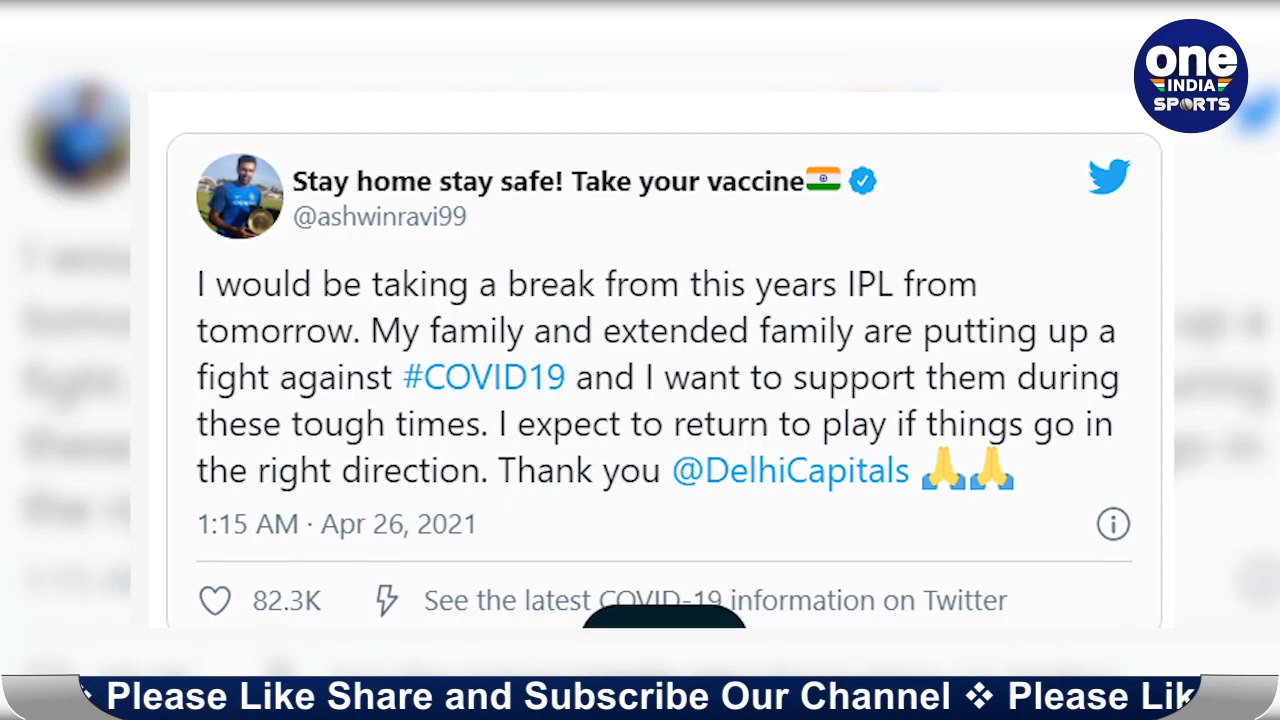 one
INDIA
SPORTS
Stay home stay safe! Take your vaccine
@ashwinravi99
I would be taking a break from this years IPL from
tomorrow. My family and extended family are putting up a
fight against #COVID19 and I want to support them during
these tough times. I expect to return to play if things go in
the right direction. Thank you @DelhiCapitals 🙏🙏
1:15 AM · Apr 26, 2021
82.3K See the latest COVID-19 information on Twitter
Please Like Share and Subscribe Our Channel ❖ Please Lik